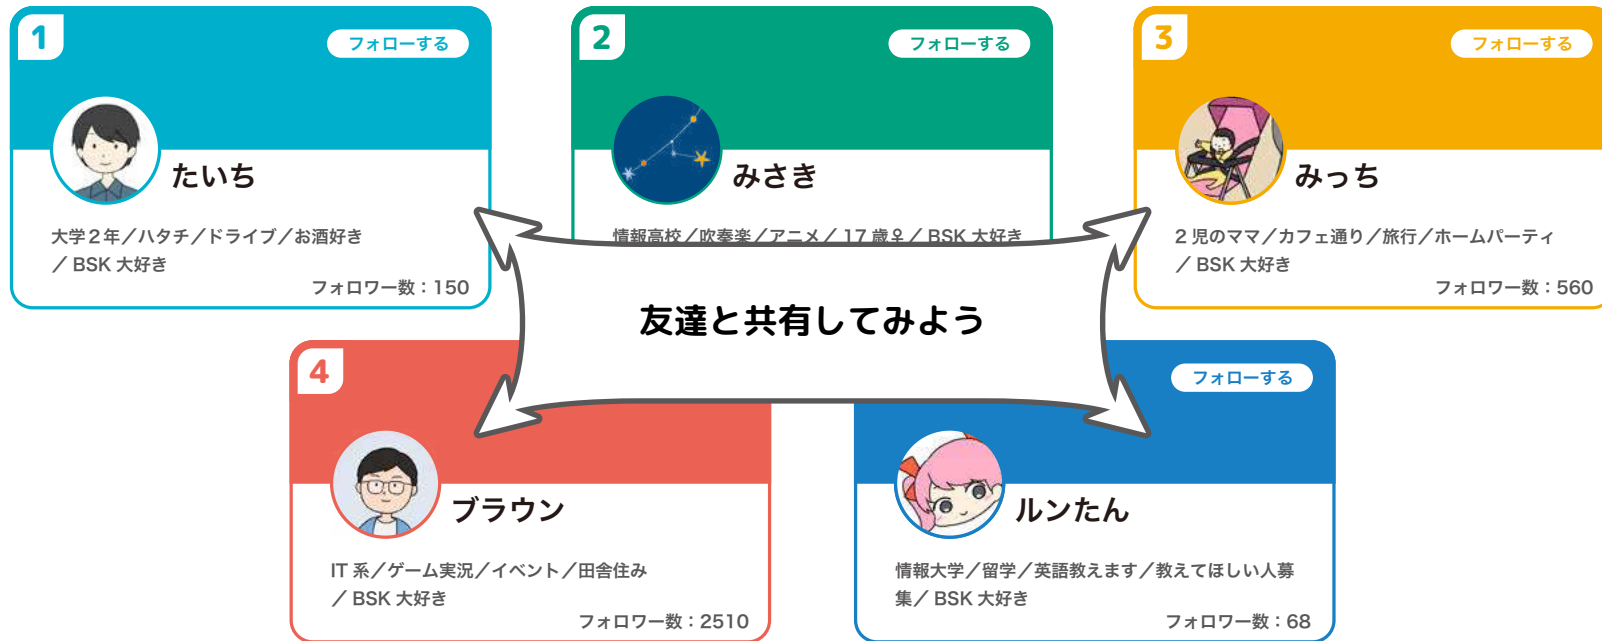 1
フォローする
たいち
大学2年／ハタチ／ドライブ／お酒好き
／BSK 大好き
フォロワー数：150
2
フォローする
みさき
情報高校／吹奏楽／アニメ／17歳♀／BSK 大好き
3
フォローする
みっち
2児のママ／カフェ通り／旅行／ホームパーティ
／BSK 大好き
フォロワー数：560
友達と共有してみよう
4
ブラウン
IT系／ゲーム実況／イベント／田舎住み
／BSK 大好き
フォロワー数：2510
フォローする
ルンたん
情報大学／留学／英語教えます／教えてほしい人募
集／BSK 大好き
フォロワー数：68